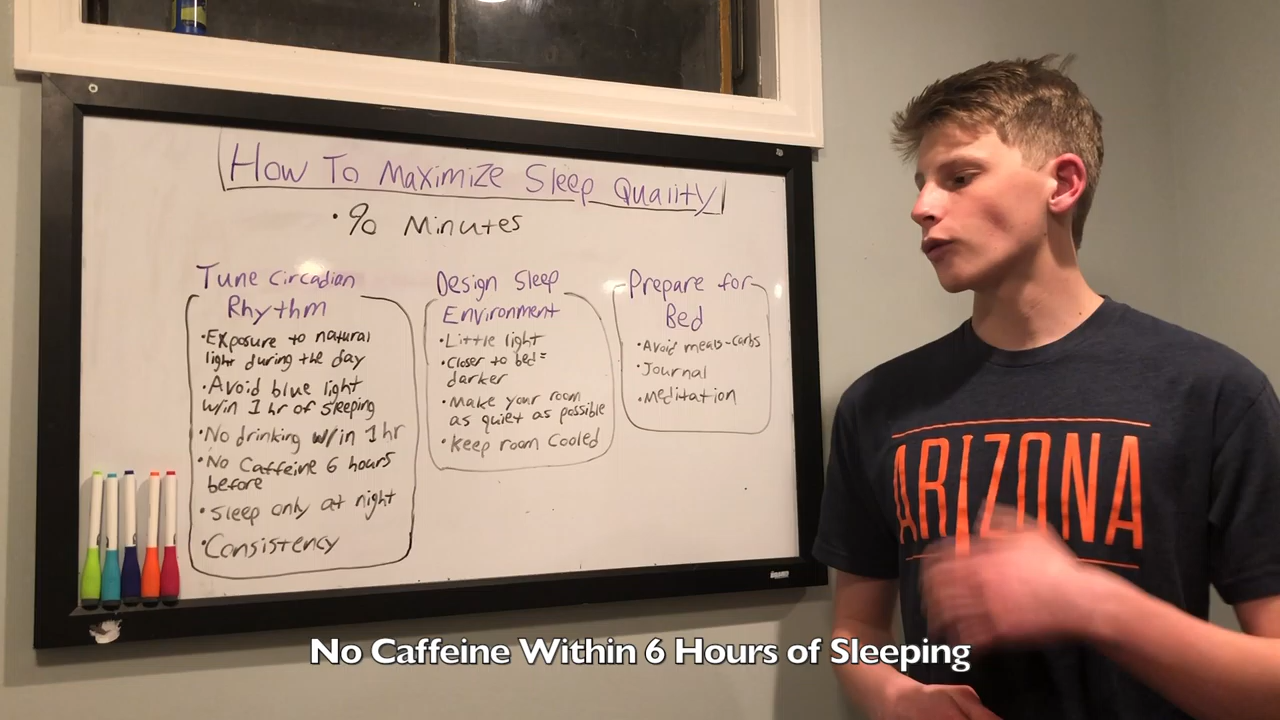 How To Maximize Sleep Quality
• 90 Minutes
Tune Circadian
Rhythm
• Exposure to natural
light during the day
• Avoid blue light
w/in 1 hr of sleeping
• No drinking w/in 1 hr
• No Caffeine 6 hours
before
• Sleep only at night
• Consistency
Design Sleep
Environment
• Little light
• Closer to bed =
darker
• Make your room
as quiet as possible
• Keep room Cooled
Prepare for
Bed
• Avoid meals-carbs
• Journal
• Meditation
ARIZONA
No Caffeine Within 6 Hours of Sleeping